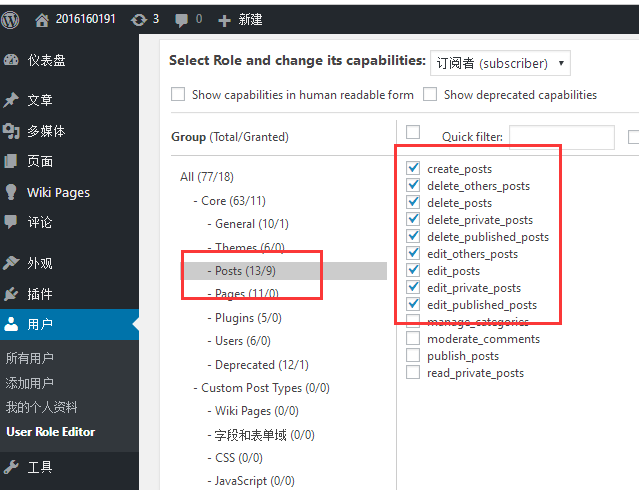 2016160191 3 0 + 新建
仪表盘
文章
多媒体
页面
Wiki Pages
评论
外观
插件
用户
所有用户
添加用户
我的个人资料
User Role Editor
工具
Select Role and change its capabilities: 订阅者 (subscriber)
Show capabilities in human readable form Show deprecated capabilities
Group (Total/Granted)
Quick filter:
All (77/18)
- Core (63/11)
- General (10/1)
- Themes (6/0)
- Posts (13/9)
- Pages (11/0)
- Plugins (5/0)
- Users (6/0)
- Deprecated (12/1)
- Custom Post Types (0/0)
- Wiki Pages (0/0)
- 字段和表单域 (0/0)
- CSS (0/0)
- JavaScript (0/0)
create_posts
delete_others_posts
delete_posts
delete_private_posts
delete_published_posts
edit_others_posts
edit_posts
edit_private_posts
edit_published_posts
manage_categories
moderate_comments
publish_posts
read_private_posts